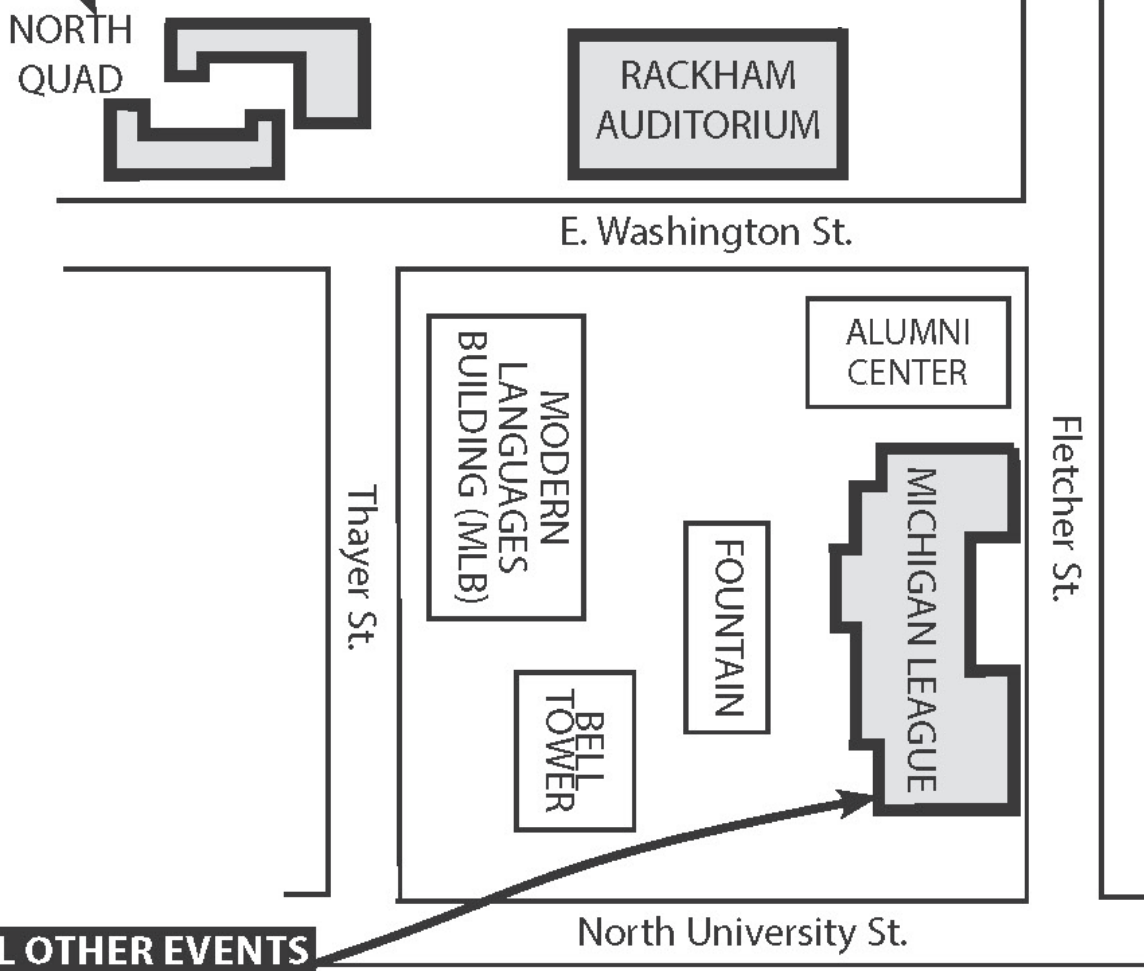 NORTH
QUAD
RACKHAM
AUDITORIUM
E. Washington St.
ALUMNI
CENTER
MODERN
LANGUAGES
BUILDING (MLB)
Thayer St.
FOUNTAIN
MICHIGAN LEAGUE
Fletcher St.
BELL
TOWER
North University St.
OTHER EVENTS